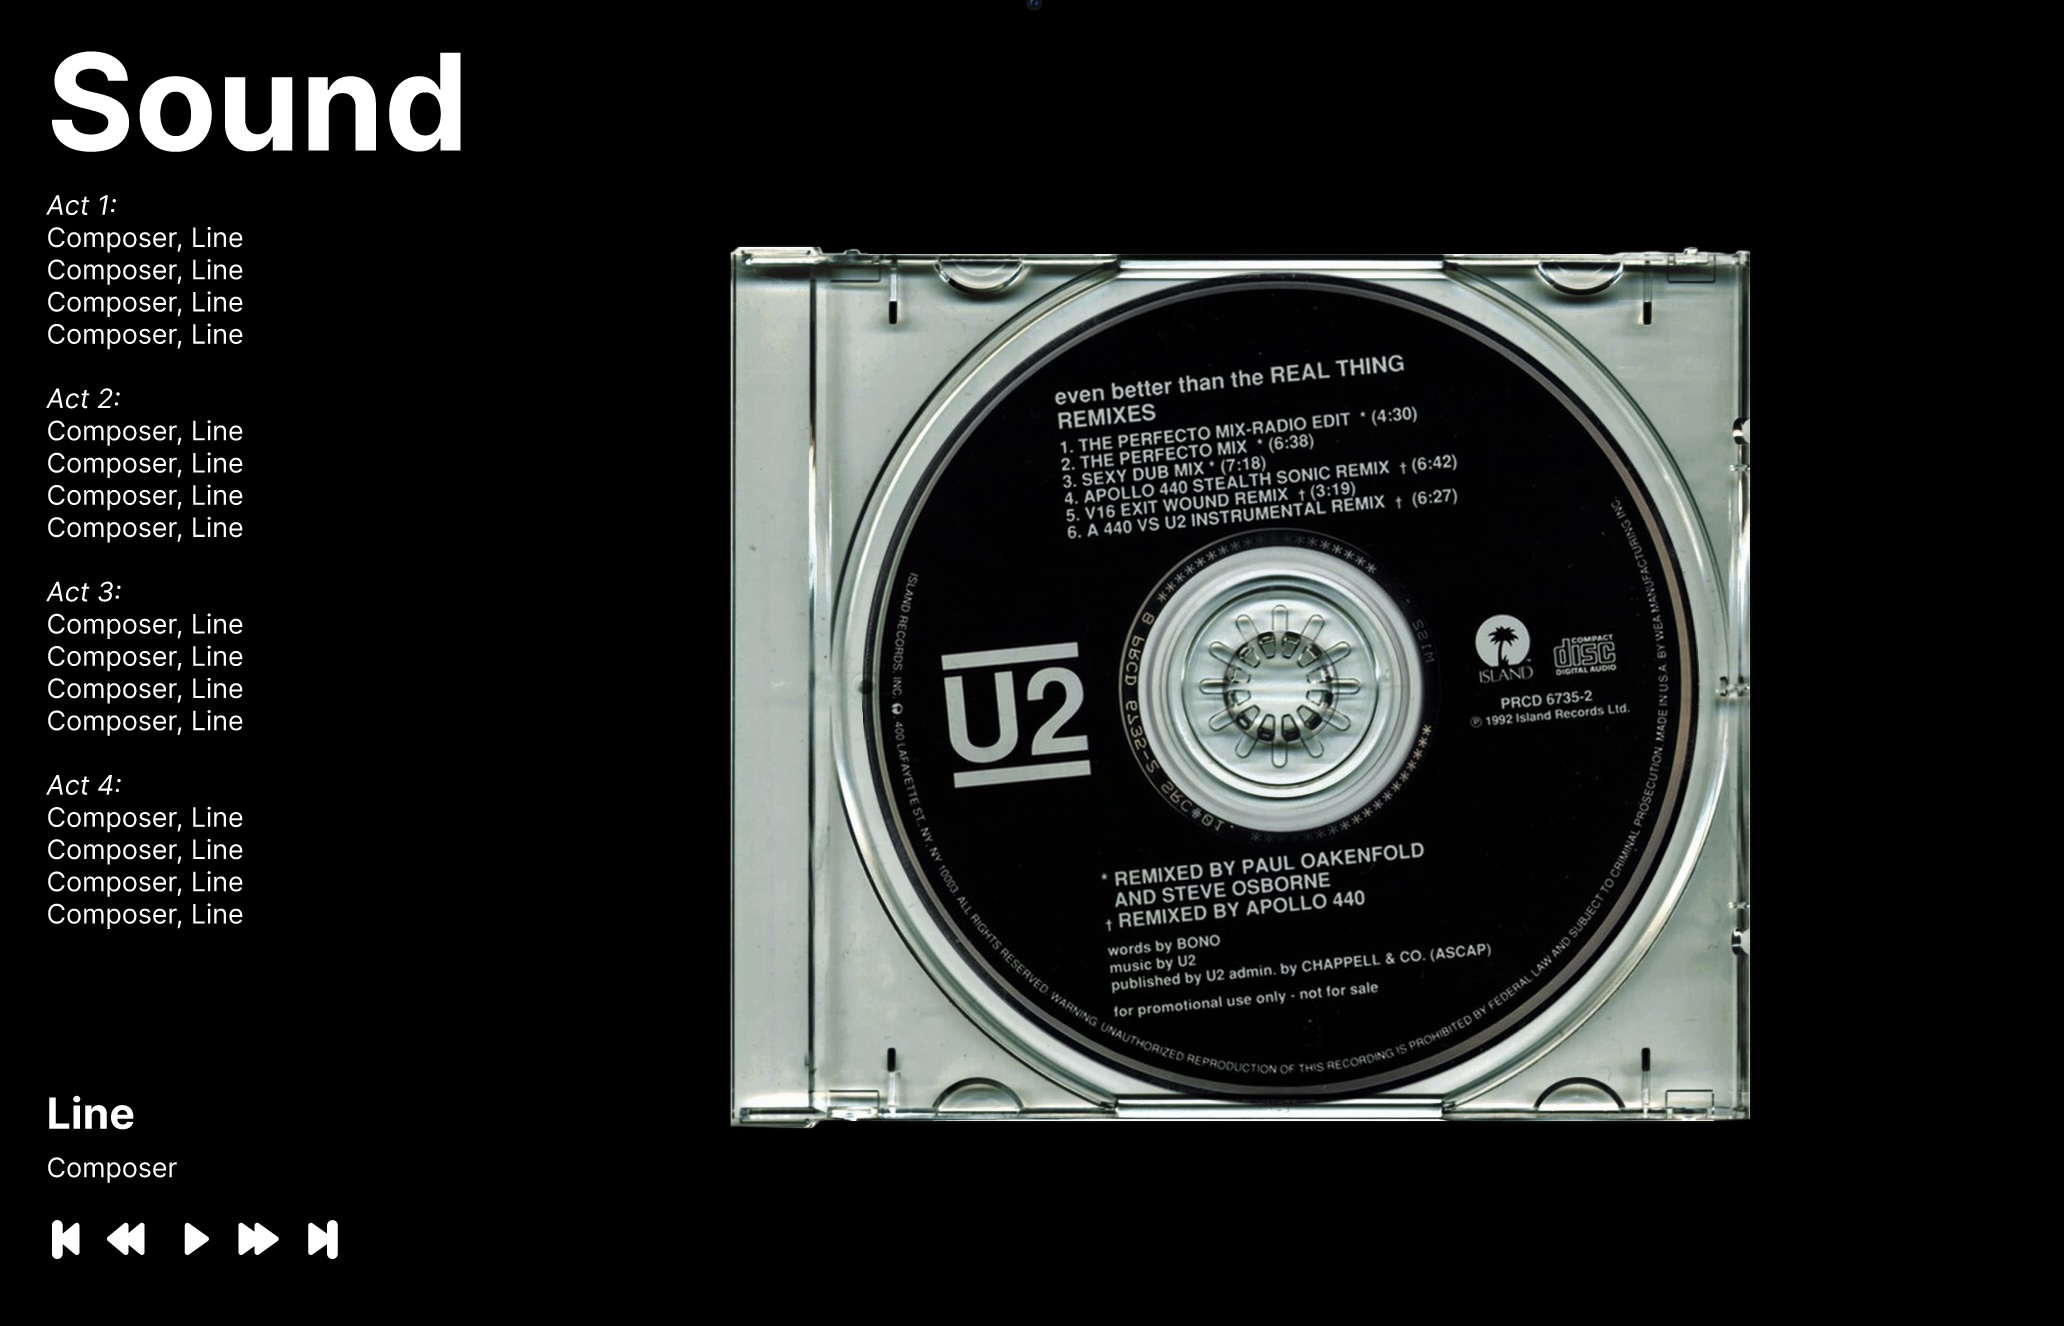 Sound
Act 1:
Composer, Line
Composer, Line
Composer, Line
Composer, Line
Act 2:
Composer, Line
Composer, Line
Composer, Line
Composer, Line
Act 3:
Composer, Line
Composer, Line
Composer, Line
Composer, Line
Act 4:
Composer, Line
Composer, Line
Composer, Line
Composer, Line
Line
Composer
even better than the REAL THING
REMIXES
1. THE PERFECTO MIX-RADIO EDIT * (4:30)
2. THE PERFECTO MIX * (6:38)
3. SEXY DUB MIX * (7:18)
4. APOLLO 440 STEALTH SONIC REMIX † (6:42)
5. V16 EXIT WOUND REMIX † (3:19)
6. A 440 VS U2 INSTRUMENTAL REMIX † (6:27)
U2
8 PRCD 6735-2 SRC#01
ISLAND
COMPACT
disc
DIGITAL AUDIO
PRCD 6735-2
℗ 1992 Island Records Ltd.
* REMIXED BY PAUL OAKENFOLD
AND STEVE OSBORNE
† REMIXED BY APOLLO 440
words by BONO
music by U2
published by U2 admin. by CHAPPELL & CO. (ASCAP)
for promotional use only - not for sale
ISLAND RECORDS, INC. 400 LAFAYETTE ST. NY, NY 10003. ALL RIGHTS RESERVED. WARNING. UNAUTHORIZED REPRODUCTION OF THIS RECORDING IS PROHIBITED BY FEDERAL LAW AND SUBJECT TO CRIMINAL PROSECUTION. MADE IN U.S.A. BY WEA MANUFACTURING INC.